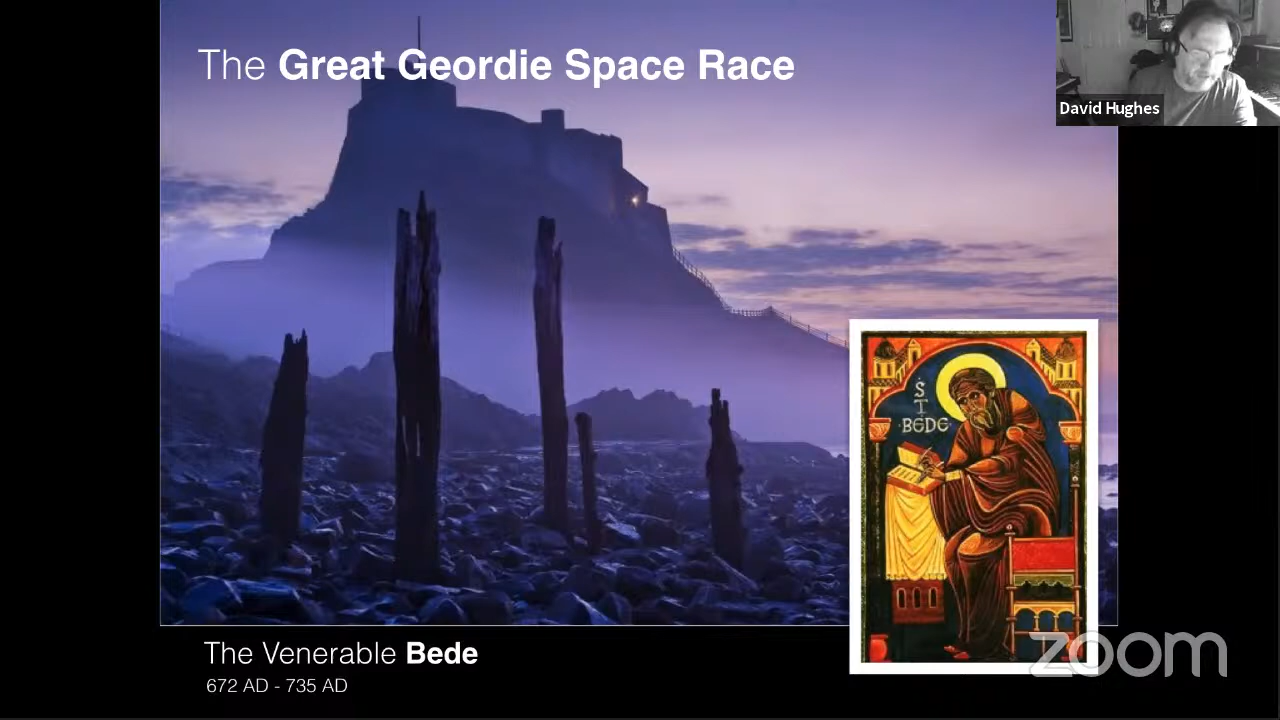 The Great Geordie Space Race
David Hughes
S
T
BEDE
The Venerable Bede
672 AD - 735 AD
zoom